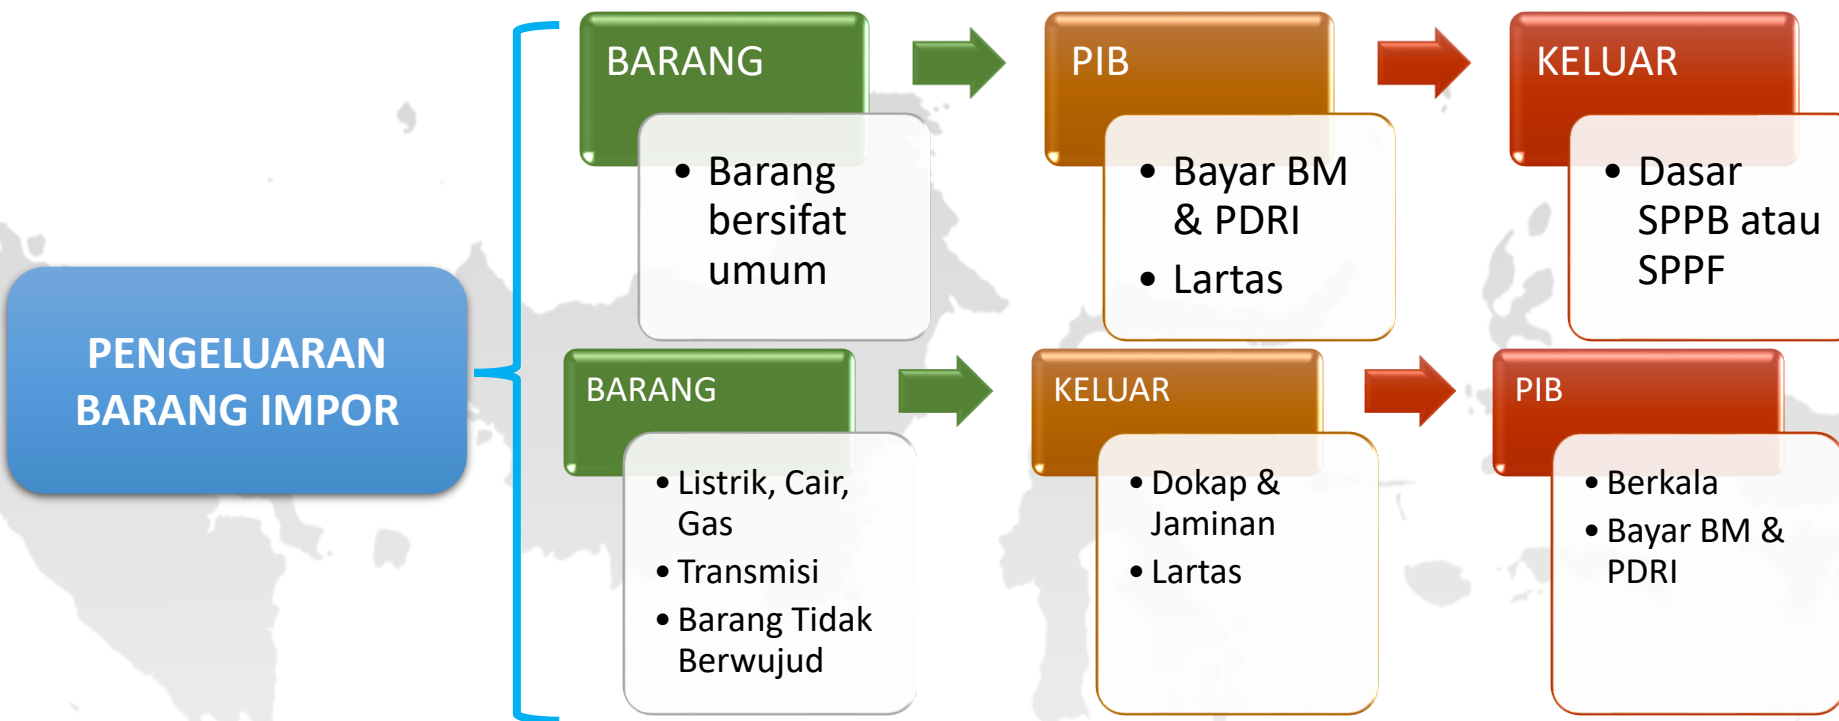 PENGELUARAN
BARANG IMPOR
BARANG
• Barang
bersifat
umum
PIB
• Bayar BM
& PDRI
• Lartas
KELUAR
• Dasar
SPPB atau
SPPF
BARANG
• Listrik, Cair,
Gas
• Transmisi
• Barang Tidak
Berwujud
KELUAR
• Dokap &
Jaminan
• Lartas
PIB
• Berkala
• Bayar BM &
PDRI